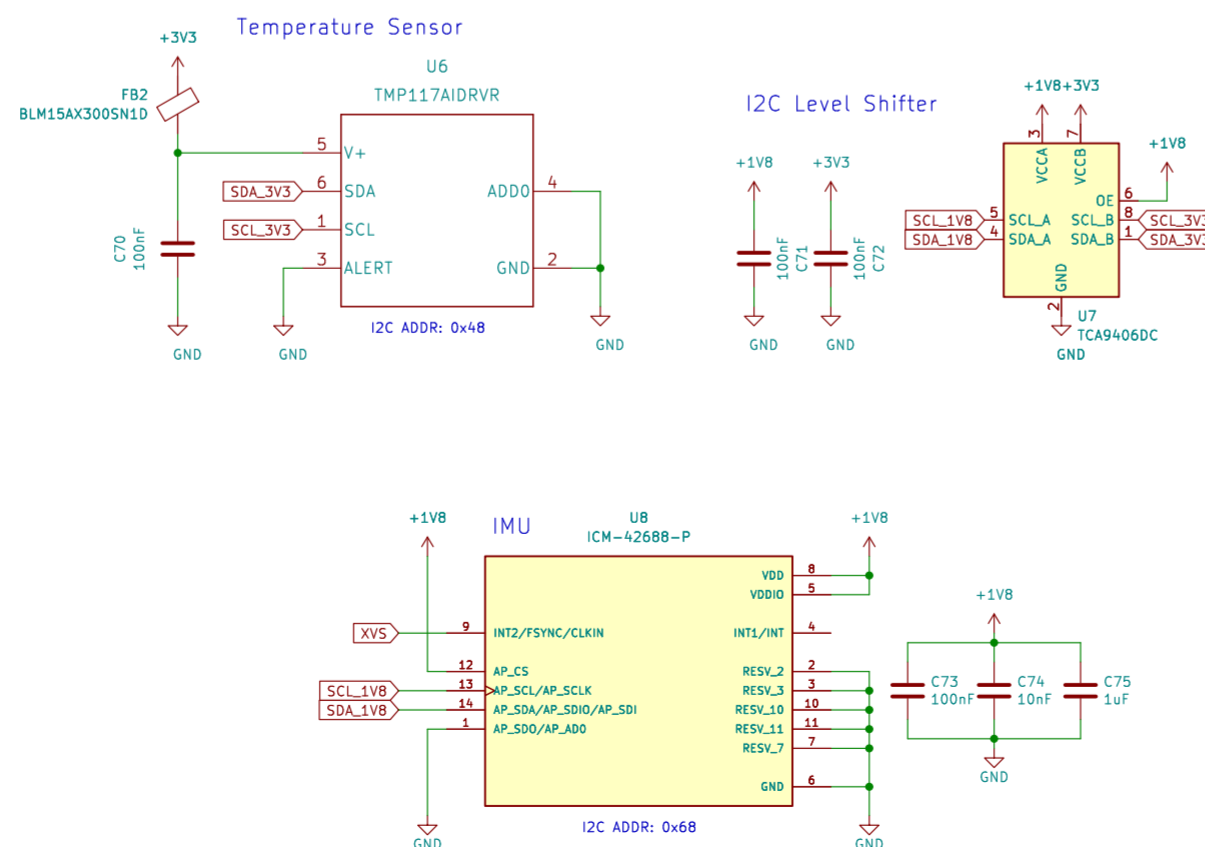 Temperature Sensor
+3V3
FB2
BLM15AX300SN1D
U6
TMP117AIDRVR
5 V+
SDA_3V3 6 SDA
SCL_3V3 1 SCL
3 ALERT
ADD0 4
GND 2
C70
100nF
I2C ADDR: 0x48
GND
GND
GND
I2C Level Shifter
+1V8
+3V3
100nF
C71
100nF
C72
GND
GND
+1V8+3V3
+1V8
3 VCCA
7 VCCB
OE 6
SCL_1V8 5 SCL_A
SCL_B 8 SCL_3V3
SDA_1V8 4 SDA_A
SDA_B 1 SDA_3V3
GND
2
U7
TCA9406DC
GND
+1V8
IMU
U8
ICM-42688-P
+1V8
VDD 8
VDDIO 5
XVS 9 INT2/FSYNC/CLKIN
INT1/INT 4
12 AP_CS
RESV_2 2
SCL_1V8 13 AP_SCL/AP_SCLK
RESV_3 3
SDA_1V8 14 AP_SDA/AP_SDIO/AP_SDI
RESV_10 10
1 AP_SDO/AP_AD0
RESV_11 11
RESV_7 7
GND 6
I2C ADDR: 0x68
GND
GND
+1V8
C73
100nF
C74
10nF
C75
1uF
GND